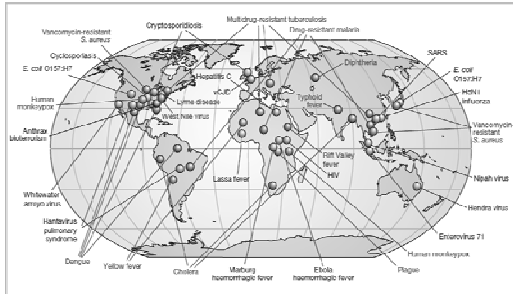 Cryptosporidiosis
Multidrug-resistant tuberculosis
Drug-resistant malaria
Vancomycin-resistant
S. aureus
SARS
Cyclosporiasis
E. coli O157:H7
Hepatitis C
vCJC
Diphtheria
E. coli
O157:H7
Human
monkeypox
Lyme disease
Typhoid
fever
Influenza
West Nile virus
Anthrax
bioterrorism
Vancomycin-
resistant
S. aureus
Rift Valley
fever
HIV
Lassa fever
Nipah virus
Whitewater
arroyo virus
Hendra virus
Hantavirus
pulmonary
syndrome
Enterovirus 71
Human monkeypox
Dengue
Yellow fever
Cholera
Marburg
haemorrhagic fever
Ebola
haemorrhagic fever
Plague